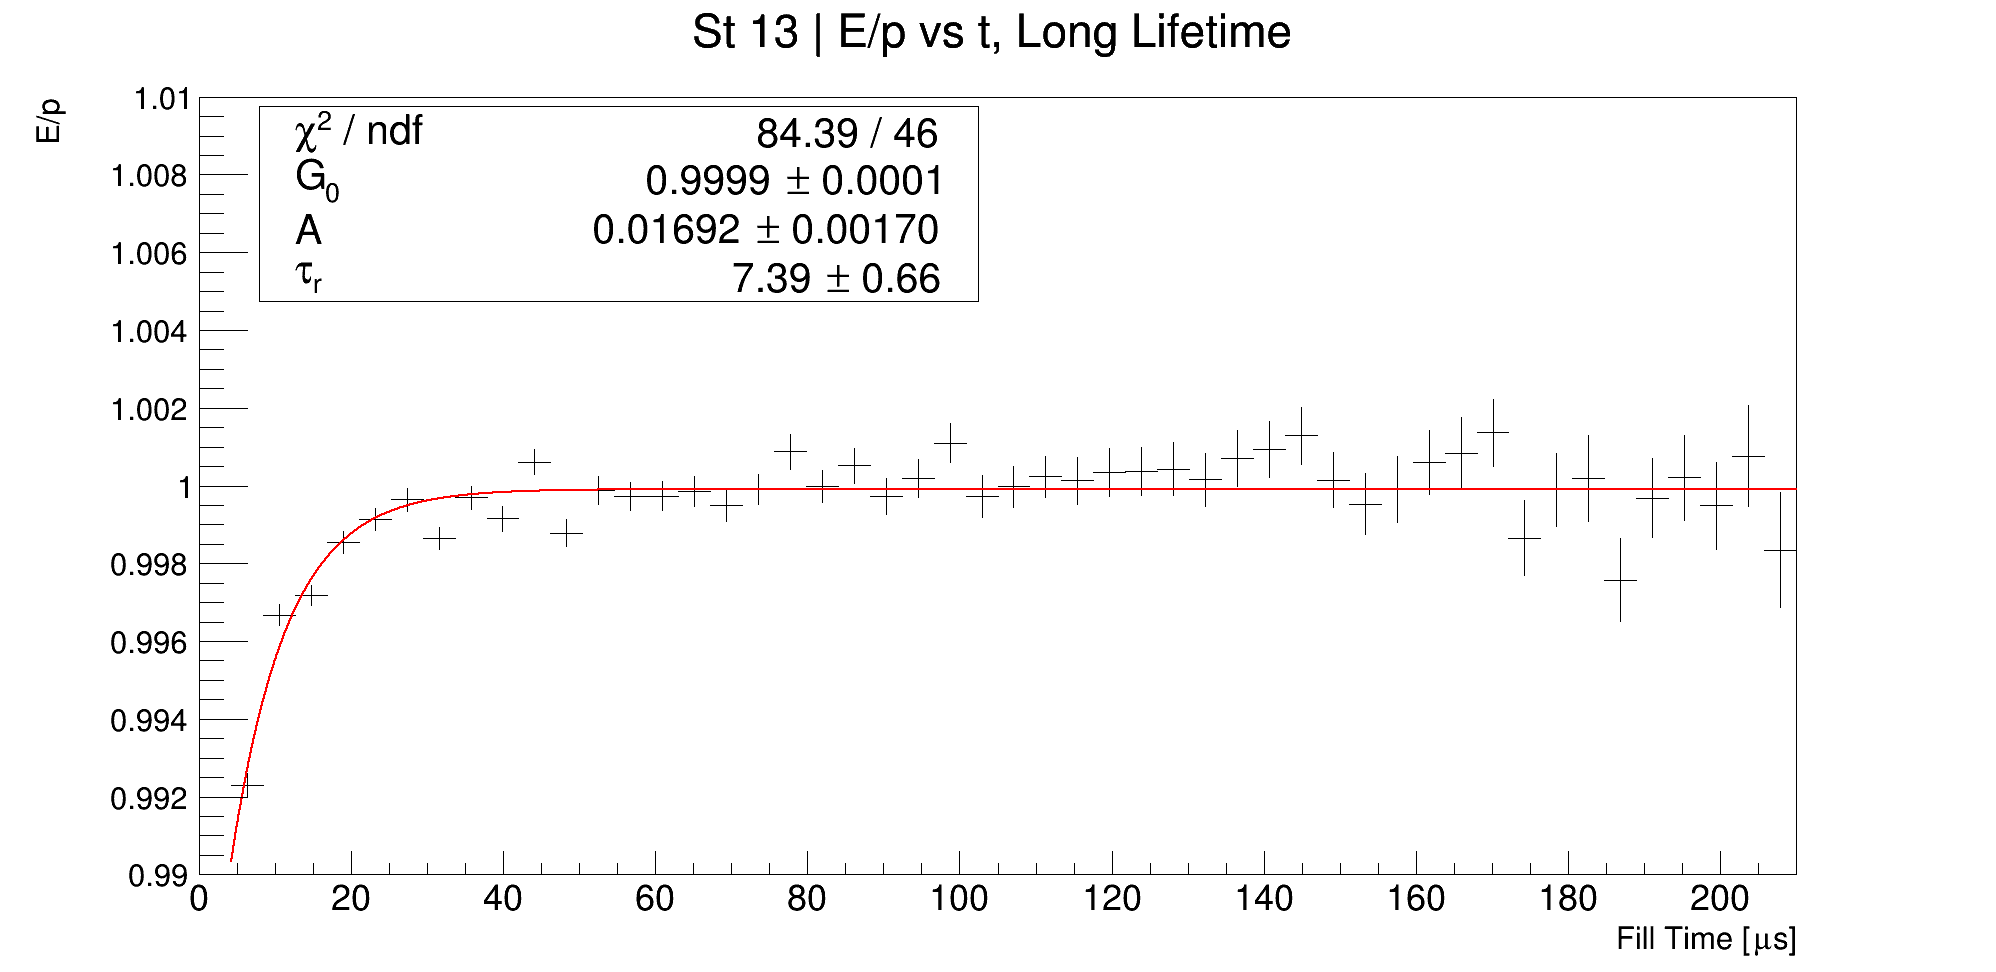 St 13 | E/p vs t, Long Lifetime
E/p
χ² / ndf 84.39 / 46
G₀ 0.9999 ± 0.0001
A 0.01692 ± 0.00170
τᵣ 7.39 ± 0.66
1.01
1.008
1.006
1.004
1.002
1
0.998
0.996
0.994
0.992
0.99
0 20 40 60 80 100 120 140 160 180 200
Fill Time [μs]